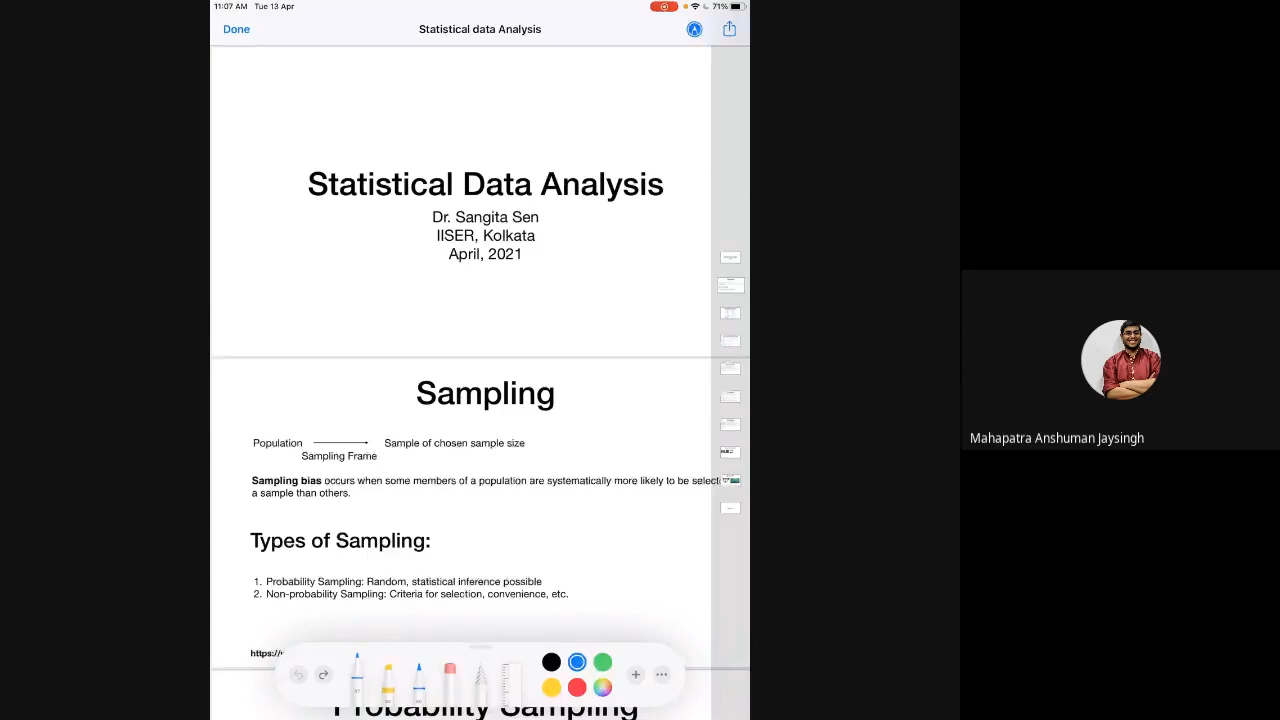 11:07 AM Tue 13 Apr
71%
Done
Statistical data Analysis
Statistical Data Analysis
Dr. Sangita Sen
IISER, Kolkata
April, 2021
Sampling
Population
Sample of chosen sample size
Sampling Frame
Sampling bias occurs when some members of a population are systematically more likely to be select
a sample than others.
Types of Sampling:
1. Probability Sampling: Random, statistical inference possible
2. Non-probability Sampling: Criteria for selection, convenience, etc.
https://
Probability Sampling
Mahapatra Anshuman Jaysingh